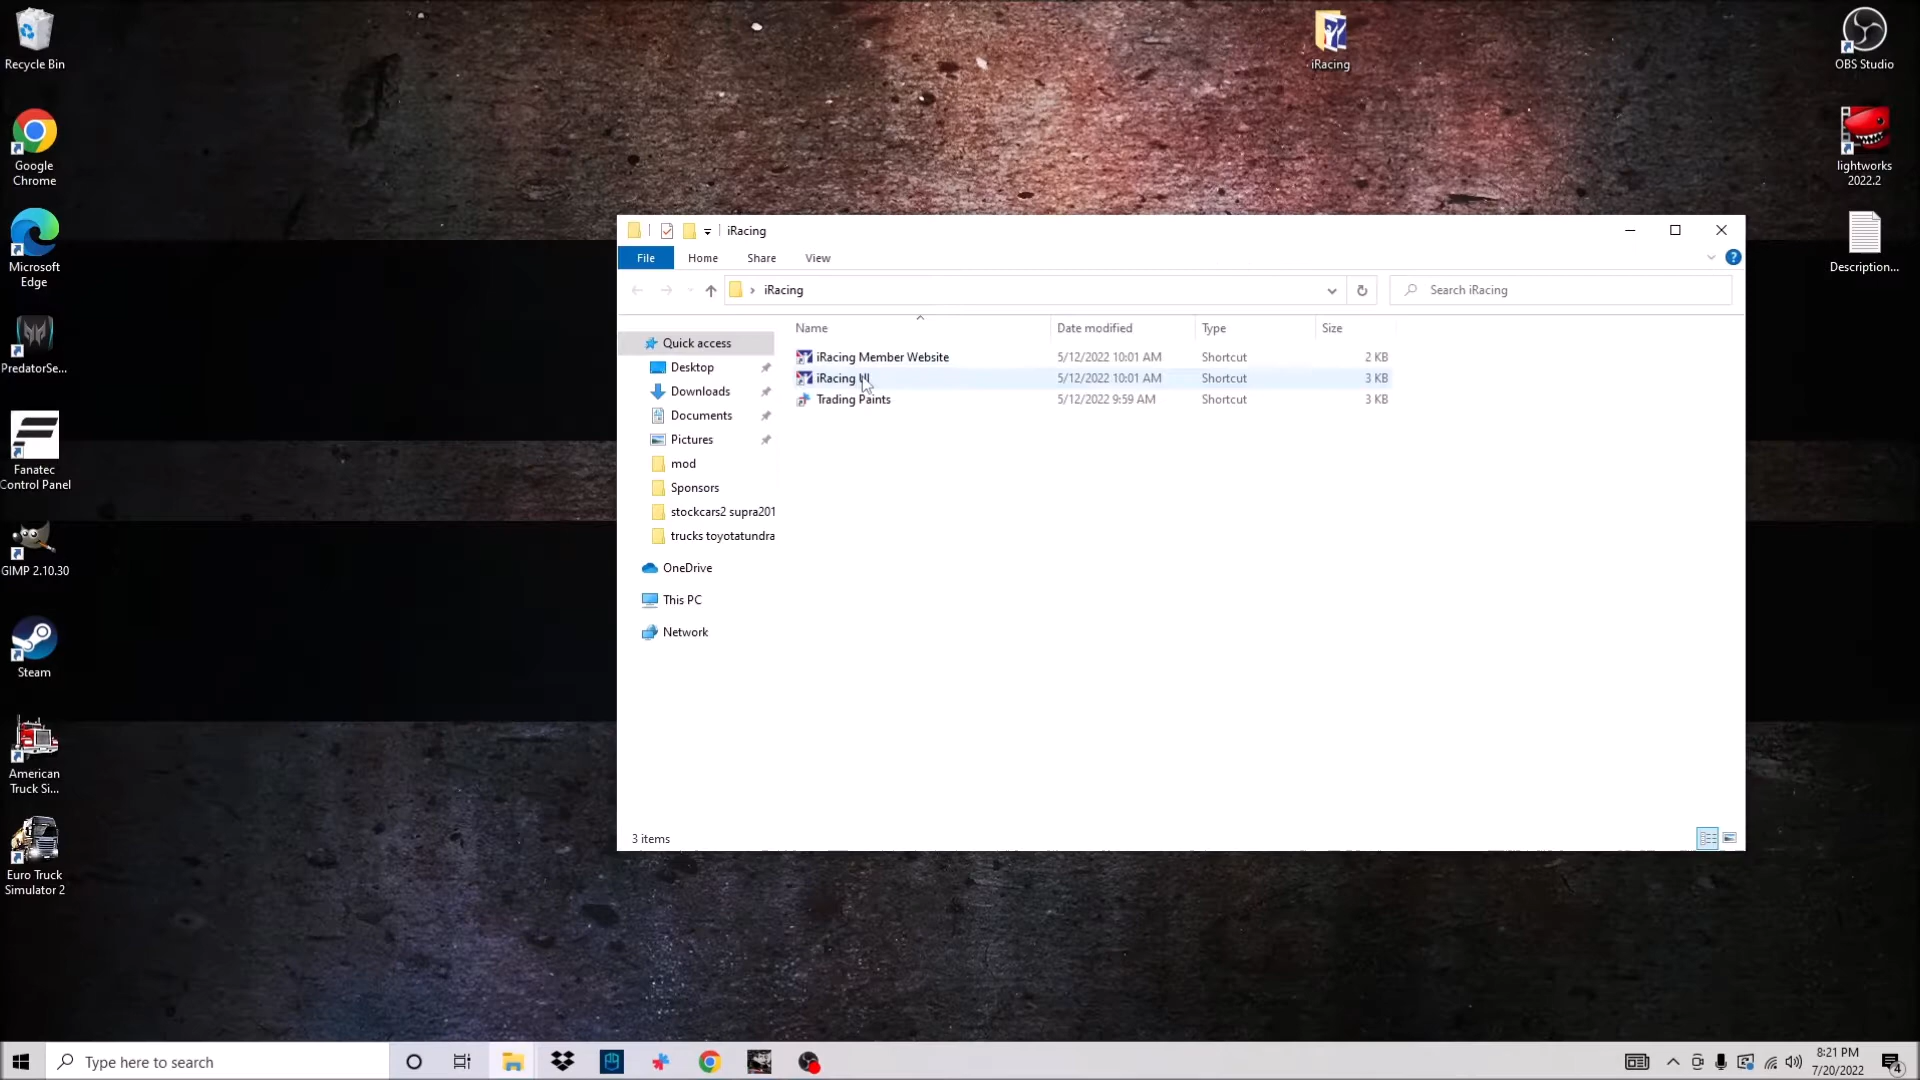 Recycle Bin
Google
Chrome
Microsoft
Edge
PredatorSe...
Fanatec
Control Panel
GIMP 2.10.30
Steam
American
Truck Si...
Euro Truck
Simulator 2
iRacing
OBS Studio
lightworks
2022.2
Description...
iRacing
File
Home
Share
View
iRacing
Search iRacing
Name
Date modified
Type
Size
iRacing Member Website
5/12/2022 10:01 AM
Shortcut
2 KB
iRacing UI
5/12/2022 10:01 AM
Shortcut
3 KB
Trading Paints
5/12/2022 9:59 AM
Shortcut
3 KB
Quick access
Desktop
Downloads
Documents
Pictures
mod
Sponsors
stockcars2 supra201
trucks toyotatundra
OneDrive
This PC
Network
3 items
Type here to search
8:21 PM
7/20/2022
4